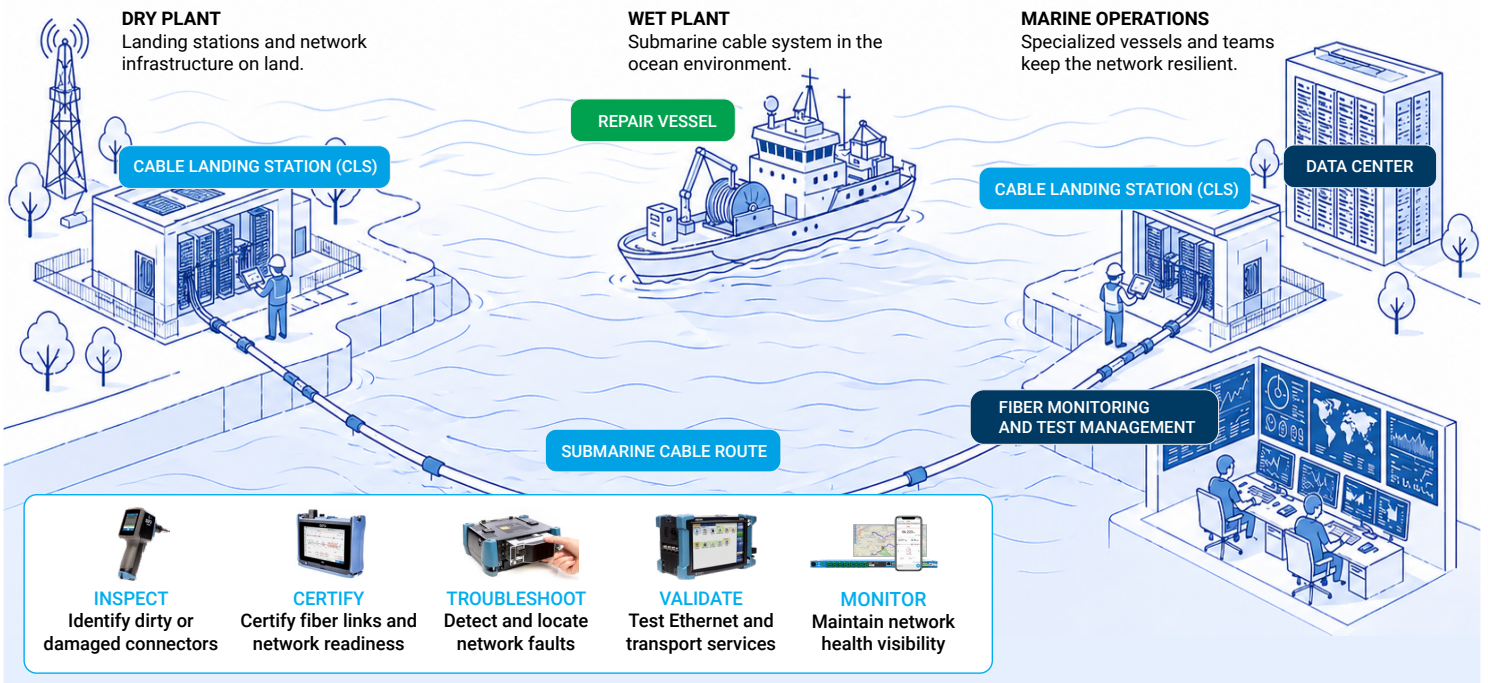 DRY PLANT
Landing stations and network
infrastructure on land.
WET PLANT
Submarine cable system in the
ocean environment.
MARINE OPERATIONS
Specialized vessels and teams
keep the network resilient.
REPAIR VESSEL
CABLE LANDING STATION (CLS)
CABLE LANDING STATION (CLS)
DATA CENTER
FIBER MONITORING
AND TEST MANAGEMENT
SUBMARINE CABLE ROUTE
INSPECT
Identify dirty or
damaged connectors
CERTIFY
Certify fiber links and
network readiness
TROUBLESHOOT
Detect and locate
network faults
VALIDATE
Test Ethernet and
transport services
MONITOR
Maintain network
health visibility